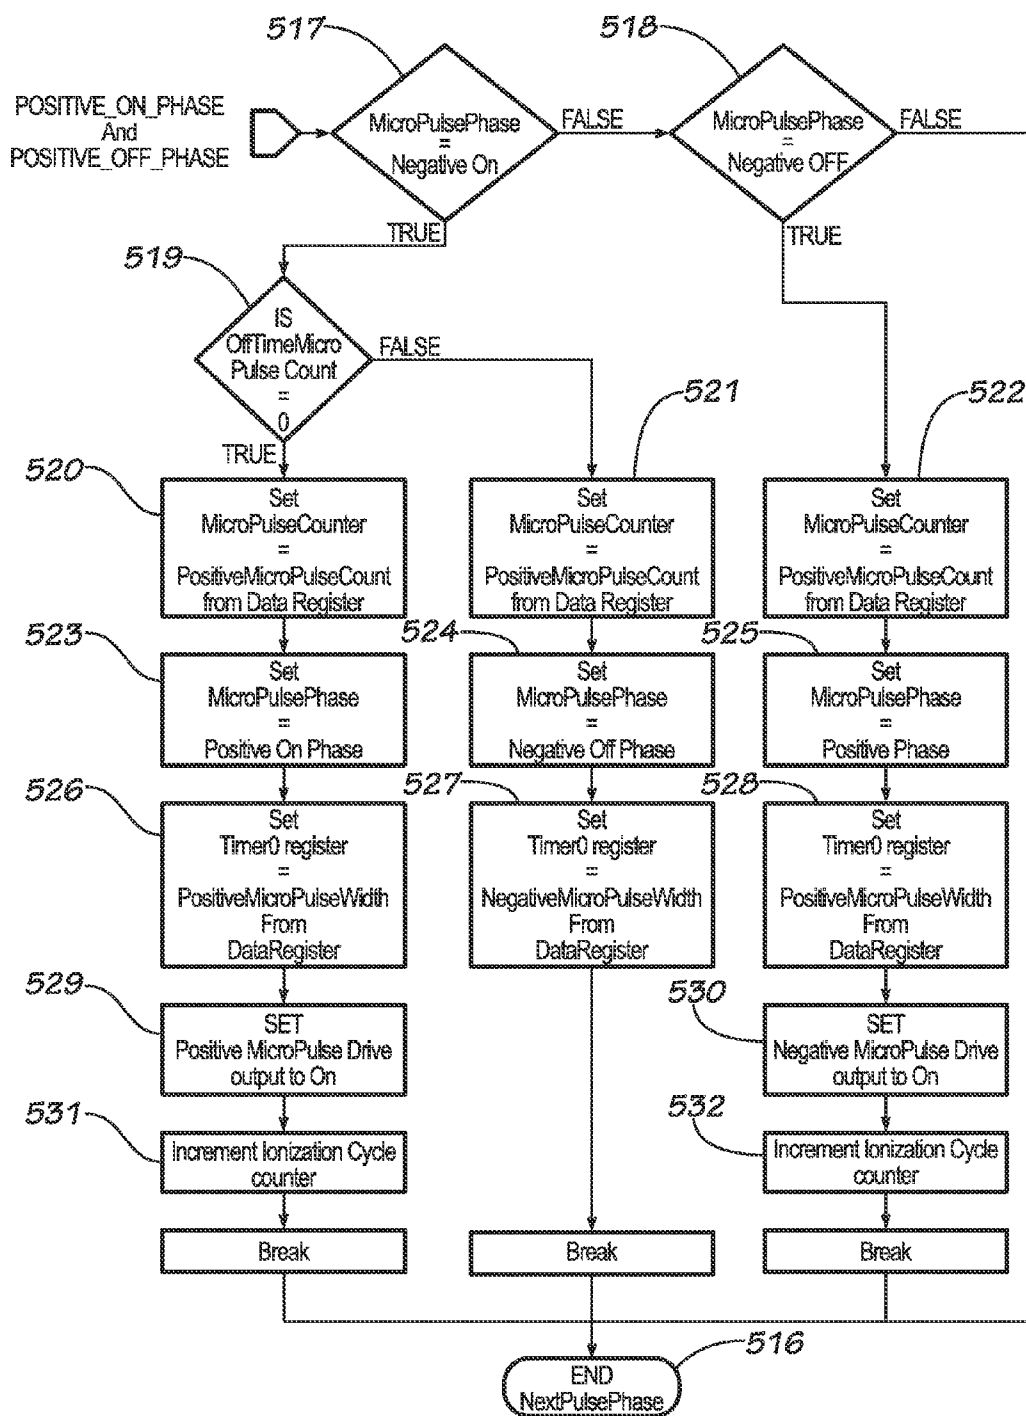 517
518
POSITIVE_ON_PHASE
And
POSITIVE_OFF_PHASE
MicroPulsePhase
=
Negative On
FALSE
MicroPulsePhase
=
Negative OFF
FALSE
TRUE
TRUE
519
IS
OffTimeMicro
Pulse Count
=
0
FALSE
TRUE
520
Set
MicroPulseCounter
=
PositiveMicroPulseCount
from Data Register
521
Set
MicroPulseCounter
=
PositiveMicroPulseCount
from Data Register
522
Set
MicroPulseCounter
=
PositiveMicroPulseCount
from Data Register
523
Set
MicroPulsePhase
=
Positive On Phase
524
Set
MicroPulsePhase
=
Negative Off Phase
525
Set
MicroPulsePhase
=
Positive Phase
526
Set
Timer0 register
=
PositiveMicroPulseWidth
From
DataRegister
527
Set
Timer0 register
=
NegativeMicroPulseWidth
From
DataRegister
528
Set
Timer0 register
=
PositiveMicroPulseWidth
From
DataRegister
529
SET
Positive MicroPulse Drive
output to On
530
SET
Negative MicroPulse Drive
output to On
531
Increment Ionization Cycle
counter
532
Increment Ionization Cycle
counter
Break
Break
Break
516
END
NextPulsePhase